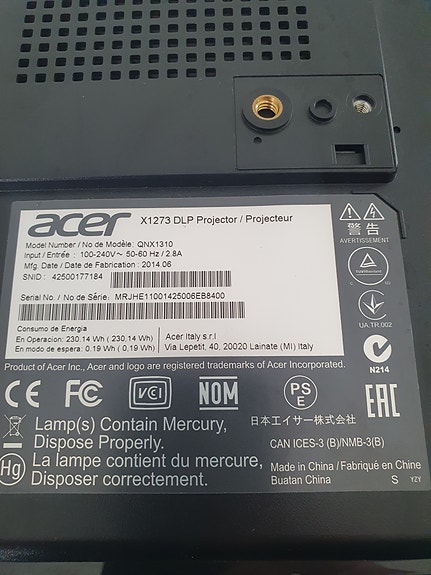 acer
X1273 DLP Projector / Projecteur
Model Number / No de Modèle: QNX1310
Input / Entrée : 100-240V～ 50-60 Hz / 2.8A
Mfg. Date / Date de Fabrication : 2014.06
SNID : 42500177184
Serial No. / No de Série. MRJHE11001425006EB8400
Consumo de Energia
En Operacion: 230.14 Wh ( 230,14 Wh)
En modo de espera: 0.19 Wh ( 0,19 Wh)
Acer Italy s.r.l
Via Lepetit, 40, 20020 Lainate (MI) Italy
警告
AVERTISSEMENT
UA.TR.002
N214
Product of Acer Inc., Acer and logo are registered trademarks of Acer Incorporated.
CE FC VCI NOM PS E EAC
Lamp(s) Contain Mercury,
Dispose Properly.
Hg La lampe contient du mercure,
Disposer correctement.
日本エイサー株式会社
CAN ICES-3 (B)/NMB-3(B)
Made in China / Fabriqué en Chine
Buatan China S YZY